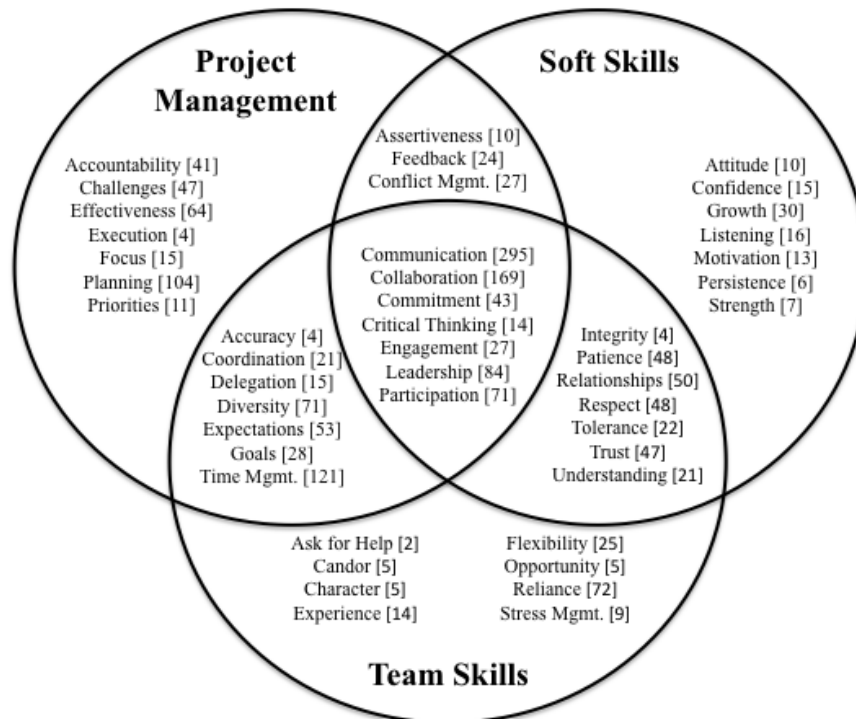 Project
Management
Soft Skills
Assertiveness [10]
Feedback [24]
Conflict Mgmt. [27]
Accountability [41]
Challenges [47]
Effectiveness [64]
Execution [4]
Focus [15]
Planning [104]
Priorities [11]
Attitude [10]
Confidence [15]
Growth [30]
Listening [16]
Motivation [13]
Persistence [6]
Strength [7]
Communication [295]
Collaboration [169]
Commitment [43]
Critical Thinking [14]
Engagement [27]
Leadership [84]
Participation [71]
Accuracy [4]
Coordination [21]
Delegation [15]
Diversity [71]
Expectations [53]
Goals [28]
Time Mgmt. [121]
Integrity [4]
Patience [48]
Relationships [50]
Respect [48]
Tolerance [22]
Trust [47]
Understanding [21]
Ask for Help [2]
Candor [5]
Character [5]
Experience [14]
Flexibility [25]
Opportunity [5]
Reliance [72]
Stress Mgmt. [9]
Team Skills